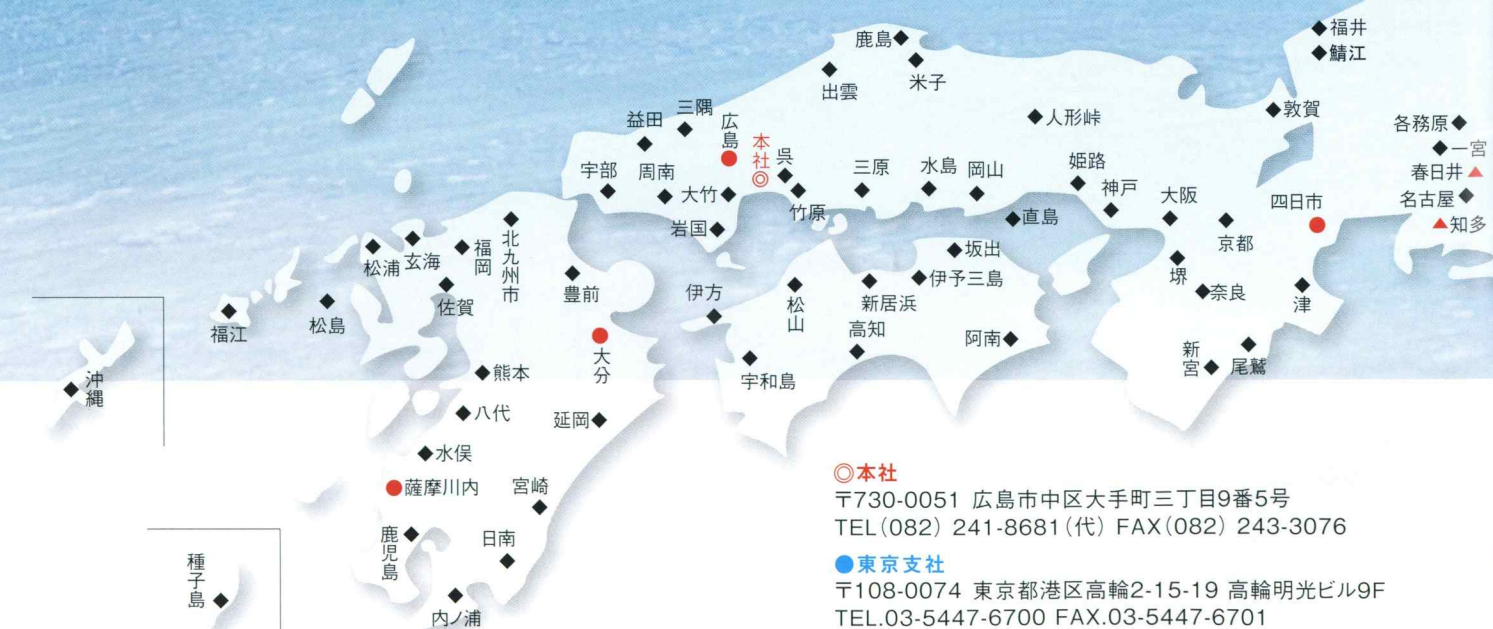 福井
鯖江
鹿島
米子
出雲
人形峠
敦賀
各務原
一宮
春日井
名古屋
知多
益田
三隅
広島
本社
呉
竹原
三原
水島
岡山
直島
姫路
神戸
大阪
京都
四日市
宇部
周南
大竹
岩国
堺
奈良
津
新宮
尾鷲
坂出
伊予三島
新居浜
松山
伊方
高知
阿南
宇和島
北九州市
福岡
玄海
松浦
佐賀
豊前
大分
福江
松島
沖縄
熊本
八代
延岡
水俣
薩摩川内
宮崎
鹿児島
日南
内ノ浦
種子島
◎本社
〒730-0051 広島市中区大手町三丁目9番5号
TEL(082) 241-8681(代) FAX(082) 243-3076
●東京支社
〒108-0074 東京都港区高輪2-15-19 高輪明光ビル9F
TEL.03-5447-6700 FAX.03-5447-6701